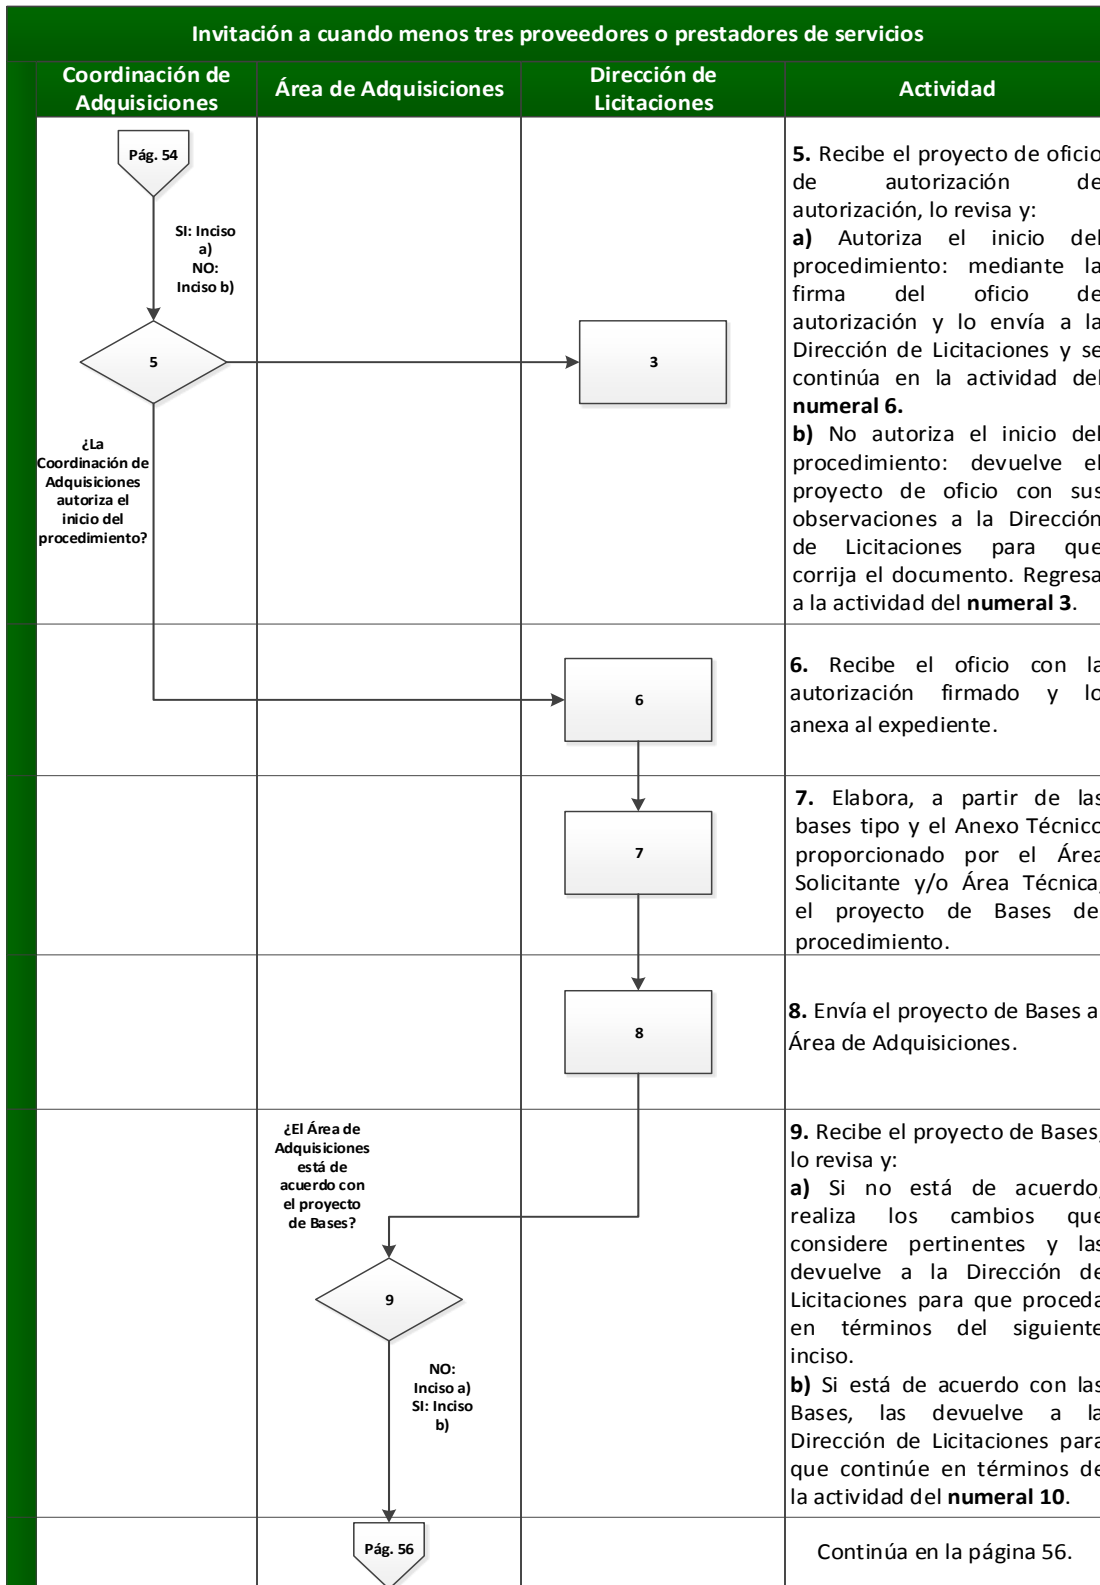 Invitación a cuando menos tres proveedores o prestadores de servicios
Coordinación de
Adquisiciones
Área de Adquisiciones
Dirección de
Licitaciones
Actividad
Pág. 54
SI: Inciso
a)
NO:
Inciso b)
5
3
¿La
Coordinación de
Adquisiciones
autoriza el
inicio del
procedimiento?
5. Recibe el proyecto de oficio
de autorización de
autorización, lo revisa y:
a) Autoriza el inicio del
procedimiento: mediante la
firma del oficio de
autorización y lo envía a la
Dirección de Licitaciones y se
continúa en la actividad del
numeral 6.
b) No autoriza el inicio del
procedimiento: devuelve el
proyecto de oficio con sus
observaciones a la Dirección
de Licitaciones para que
corrija el documento. Regresa
a la actividad del numeral 3.
6
6. Recibe el oficio con la
autorización firmado y lo
anexa al expediente.
7
7. Elabora, a partir de las
bases tipo y el Anexo Técnico
proporcionado por el Área
Solicitante y/o Área Técnica,
el proyecto de Bases de
procedimiento.
8
8. Envía el proyecto de Bases a
Área de Adquisiciones.
¿El Área de
Adquisiciones
está de
acuerdo con
el proyecto
de Bases?
9
NO:
Inciso a)
SI: Inciso
b)
9. Recibe el proyecto de Bases,
lo revisa y:
a) Si no está de acuerdo,
realiza los cambios que
considere pertinentes y las
devuelve a la Dirección de
Licitaciones para que proceda
en términos del siguiente
inciso.
b) Si está de acuerdo con las
Bases, las devuelve a la
Dirección de Licitaciones para
que continúe en términos de
la actividad del numeral 10.
Pág. 56
Continúa en la página 56.